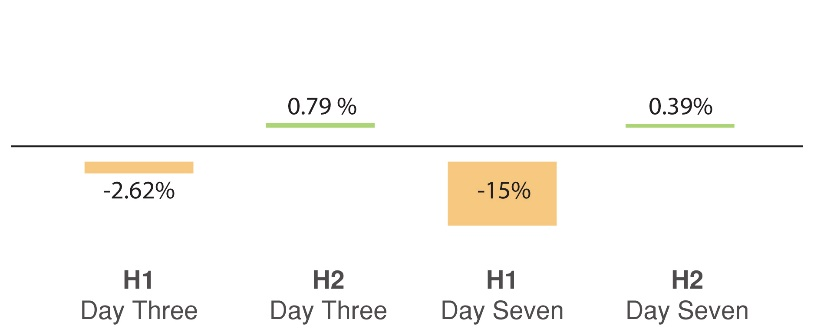 0.79 %
0.39%
-2.62%
-15%
H1
Day Three
H2
Day Three
H1
Day Seven
H2
Day Seven